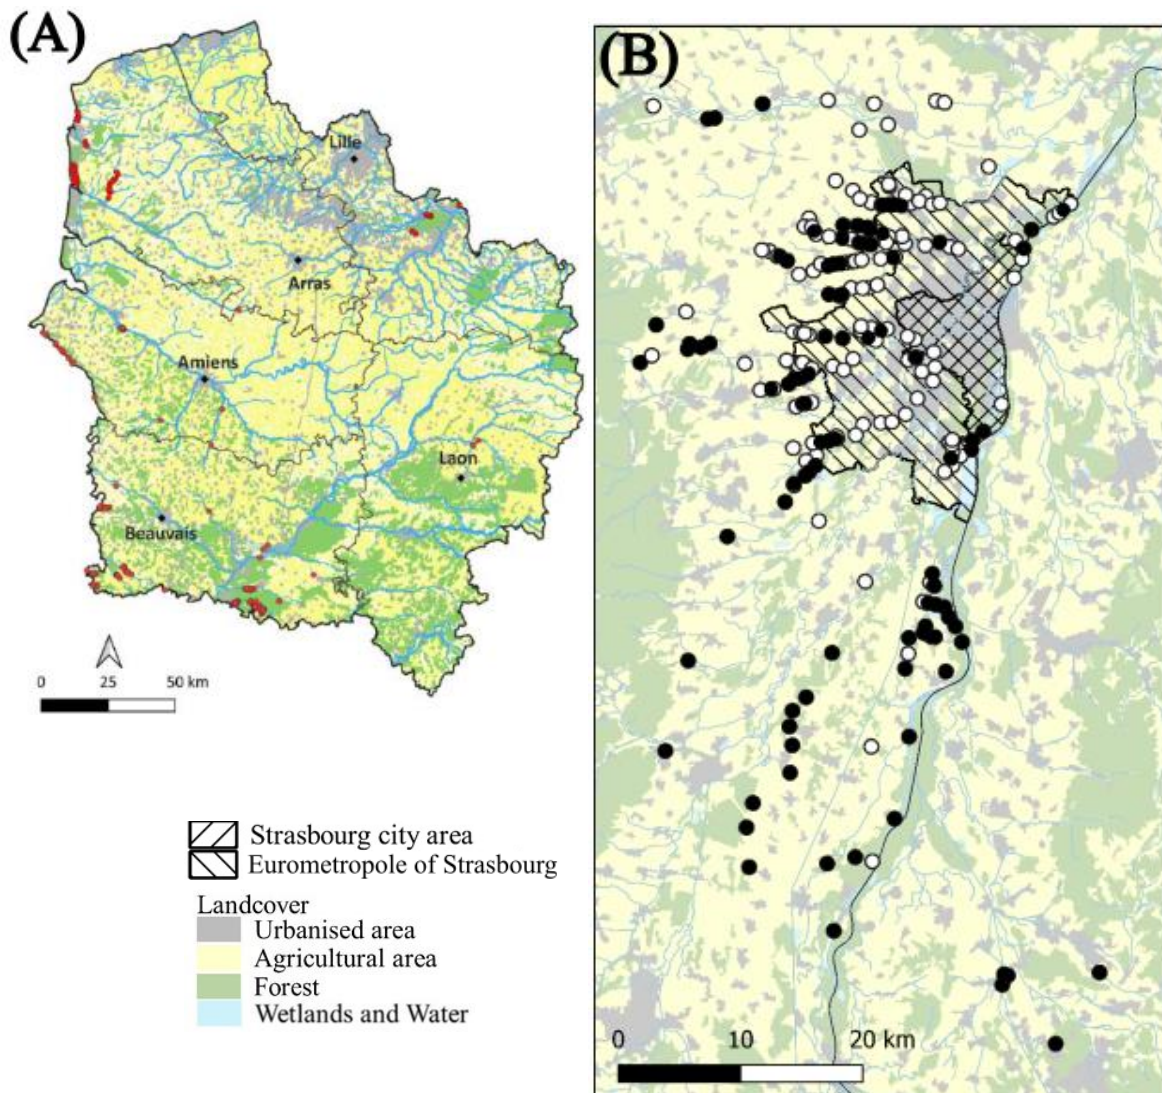 (A)
(B)
Lille
Arras
Amiens
Laon
Beauvais
0 25 50 km
Strasbourg city area
Eurometropole of Strasbourg
Landcover
Urbanised area
Agricultural area
Forest
Wetlands and Water
0 10 20 km